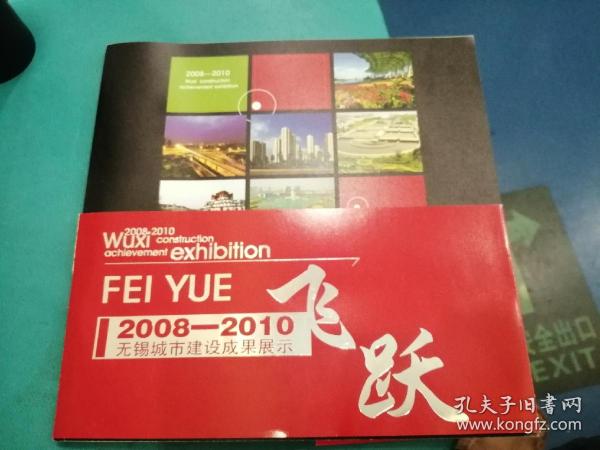 2008—2010
Wuxi construction
Achievement exhibition
2008-2010
Wuxi construction
achievement exhibition
FEI YUE
飞跃
2008—2010
无锡城市建设成果展示
全出口
EXIT
孔夫子旧书网
www.kongfz.com